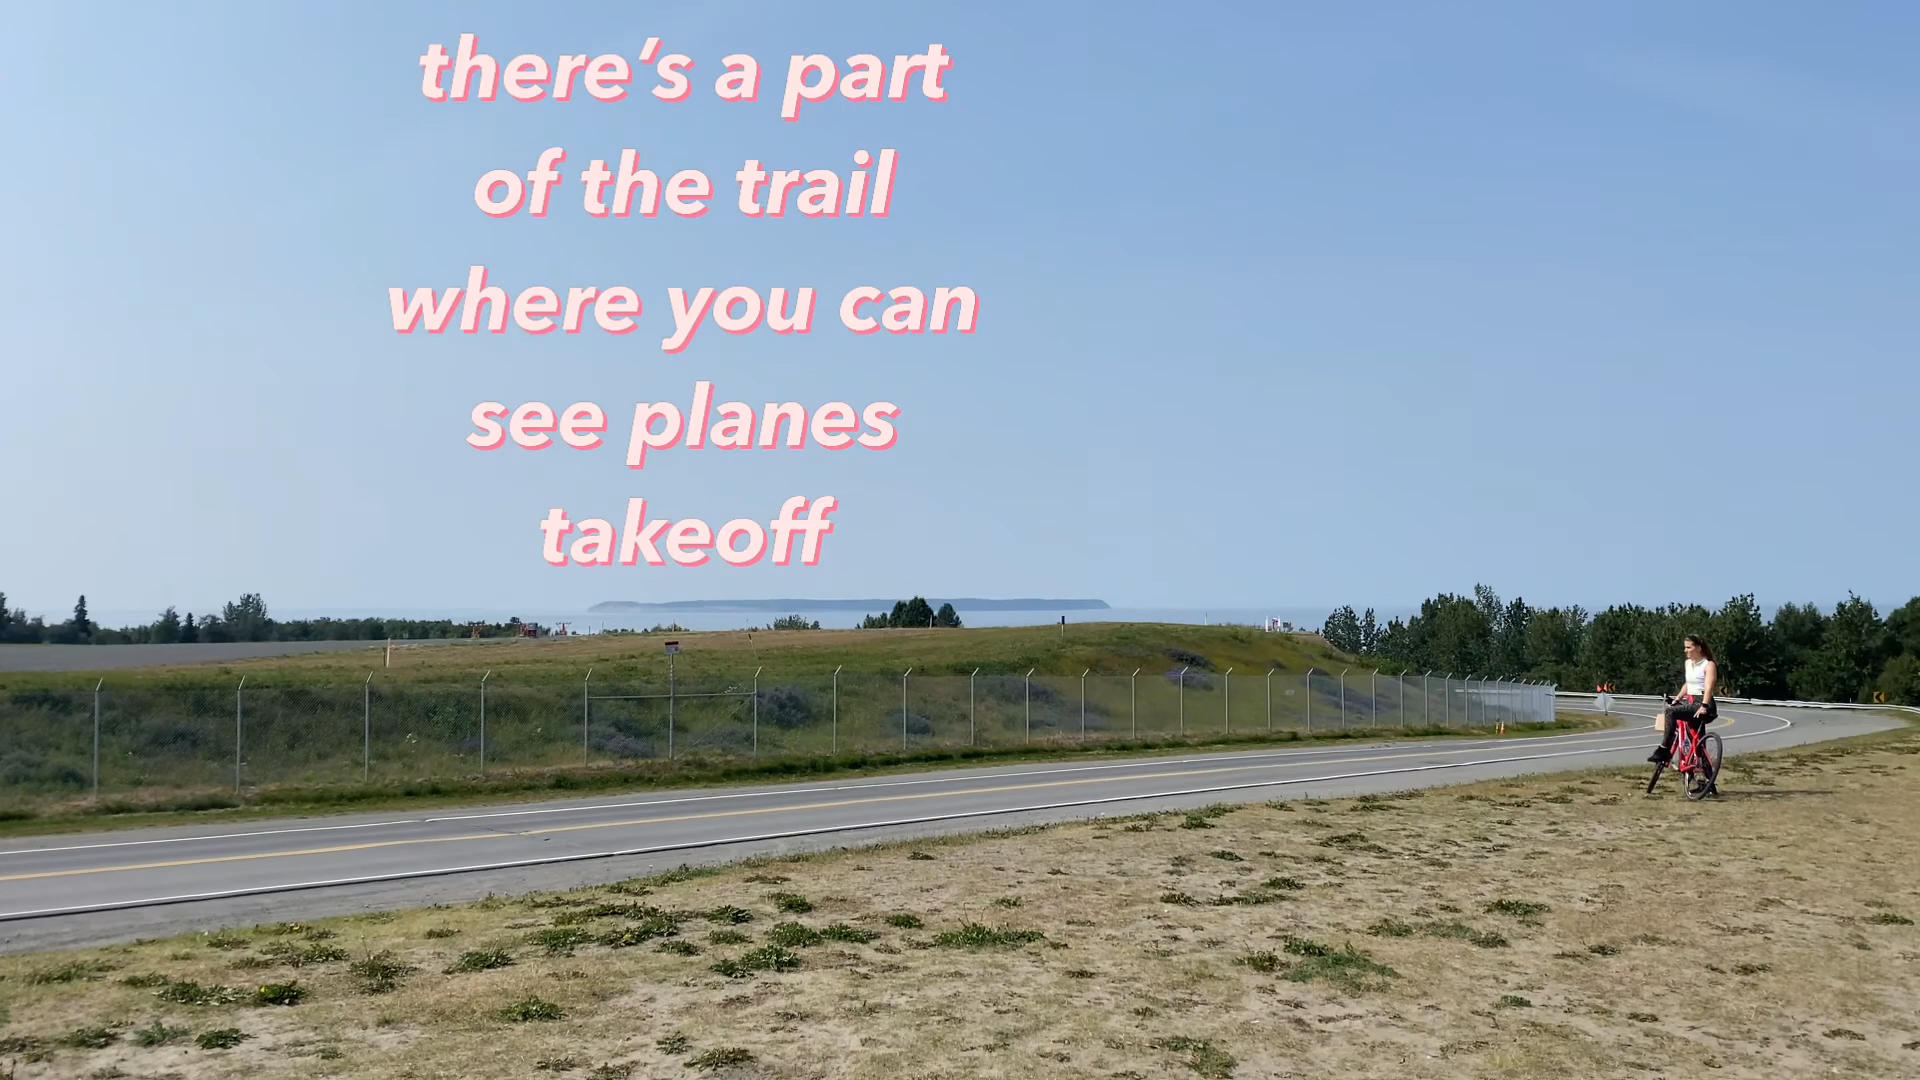 there's a part
of the trail
where you can
see planes
takeoff